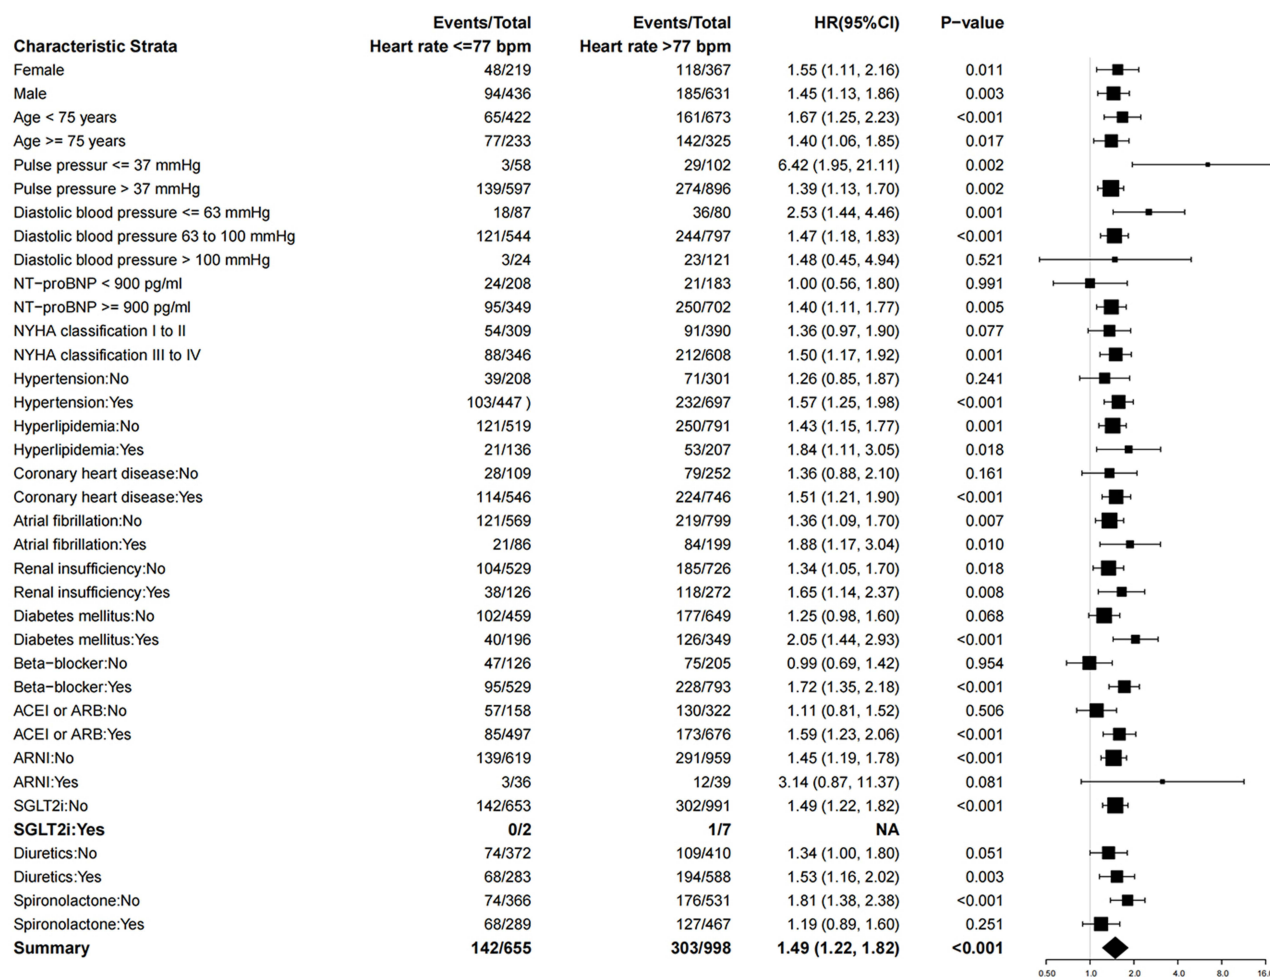 Events/Total Events/Total HR(95%CI) P−value
Characteristic Strata Heart rate <=77 bpm Heart rate >77 bpm
Female 48/219 118/367 1.55 (1.11, 2.16) 0.011
Male 94/436 185/631 1.45 (1.13, 1.86) 0.003
Age < 75 years 65/422 161/673 1.67 (1.25, 2.23) <0.001
Age >= 75 years 77/233 142/325 1.40 (1.06, 1.85) 0.017
Pulse pressur <= 37 mmHg 3/58 29/102 6.42 (1.95, 21.11) 0.002
Pulse pressure > 37 mmHg 139/597 274/896 1.39 (1.13, 1.70) 0.002
Diastolic blood pressure <= 63 mmHg 18/87 36/80 2.53 (1.44, 4.46) 0.001
Diastolic blood pressure 63 to 100 mmHg 121/544 244/797 1.47 (1.18, 1.83) <0.001
Diastolic blood pressure > 100 mmHg 3/24 23/121 1.48 (0.45, 4.94) 0.521
NT−proBNP < 900 pg/ml 24/208 21/183 1.00 (0.56, 1.80) 0.991
NT−proBNP >= 900 pg/ml 95/349 250/702 1.40 (1.11, 1.77) 0.005
NYHA classification I to II 54/309 91/390 1.36 (0.97, 1.90) 0.077
NYHA classification III to IV 88/346 212/608 1.50 (1.17, 1.92) 0.001
Hypertension:No 39/208 71/301 1.26 (0.85, 1.87) 0.241
Hypertension:Yes 103/447 ) 232/697 1.57 (1.25, 1.98) <0.001
Hyperlipidemia:No 121/519 250/791 1.43 (1.15, 1.77) 0.001
Hyperlipidemia:Yes 21/136 53/207 1.84 (1.11, 3.05) 0.018
Coronary heart disease:No 28/109 79/252 1.36 (0.88, 2.10) 0.161
Coronary heart disease:Yes 114/546 224/746 1.51 (1.21, 1.90) <0.001
Atrial fibrillation:No 121/569 219/799 1.36 (1.09, 1.70) 0.007
Atrial fibrillation:Yes 21/86 84/199 1.88 (1.17, 3.04) 0.010
Renal insufficiency:No 104/529 185/726 1.34 (1.05, 1.70) 0.018
Renal insufficiency:Yes 38/126 118/272 1.65 (1.14, 2.37) 0.008
Diabetes mellitus:No 102/459 177/649 1.25 (0.98, 1.60) 0.068
Diabetes mellitus:Yes 40/196 126/349 2.05 (1.44, 2.93) <0.001
Beta−blocker:No 47/126 75/205 0.99 (0.69, 1.42) 0.954
Beta−blocker:Yes 95/529 228/793 1.72 (1.35, 2.18) <0.001
ACEI or ARB:No 57/158 130/322 1.11 (0.81, 1.52) 0.506
ACEI or ARB:Yes 85/497 173/676 1.59 (1.23, 2.06) <0.001
ARNI:No 139/619 291/959 1.45 (1.19, 1.78) <0.001
ARNI:Yes 3/36 12/39 3.14 (0.87, 11.37) 0.081
SGLT2i:No 142/653 302/991 1.49 (1.22, 1.82) <0.001
SGLT2i:Yes 0/2 1/7 NA
Diuretics:No 74/372 109/410 1.34 (1.00, 1.80) 0.051
Diuretics:Yes 68/283 194/588 1.53 (1.16, 2.02) 0.003
Spironolactone:No 74/366 176/531 1.81 (1.38, 2.38) <0.001
Spironolactone:Yes 68/289 127/467 1.19 (0.89, 1.60) 0.251
Summary 142/655 303/998 1.49 (1.22, 1.82) <0.001
0.50 1.0 2.0 4.0 8.0 16.0